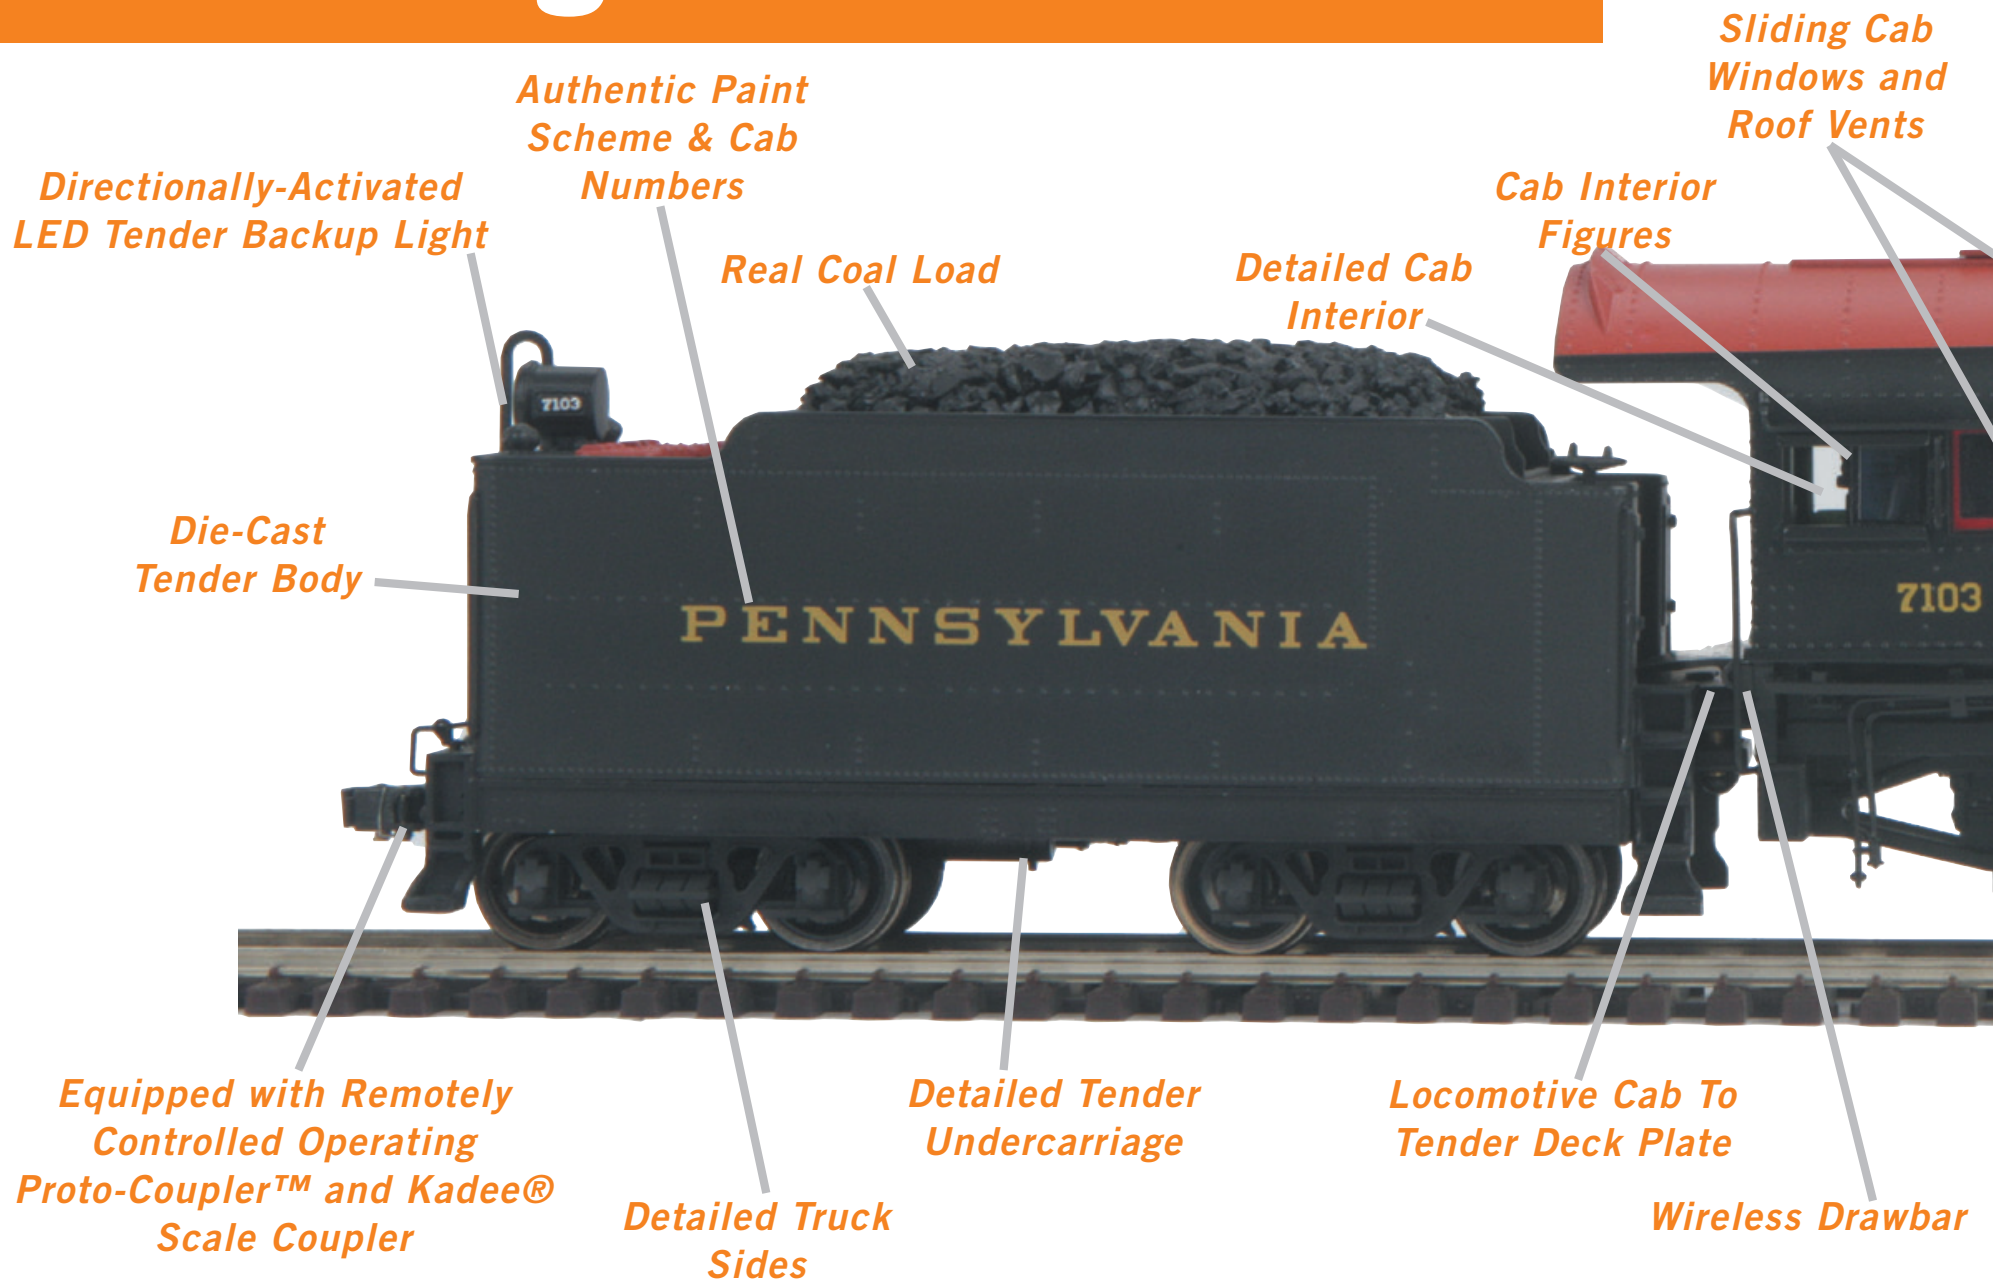 Sliding Cab
Windows and
Roof Vents
Authentic Paint
Scheme & Cab
Numbers
Directionally-Activated
LED Tender Backup Light
Cab Interior
Figures
Real Coal Load
Detailed Cab
Interior
7103
Die-Cast
Tender Body
PENNSYLVANIA
7103
Equipped with Remotely
Controlled Operating
Proto-Coupler™ and Kadee®
Scale Coupler
Detailed Tender
Undercarriage
Locomotive Cab To
Tender Deck Plate
Detailed Truck
Sides
Wireless Drawbar